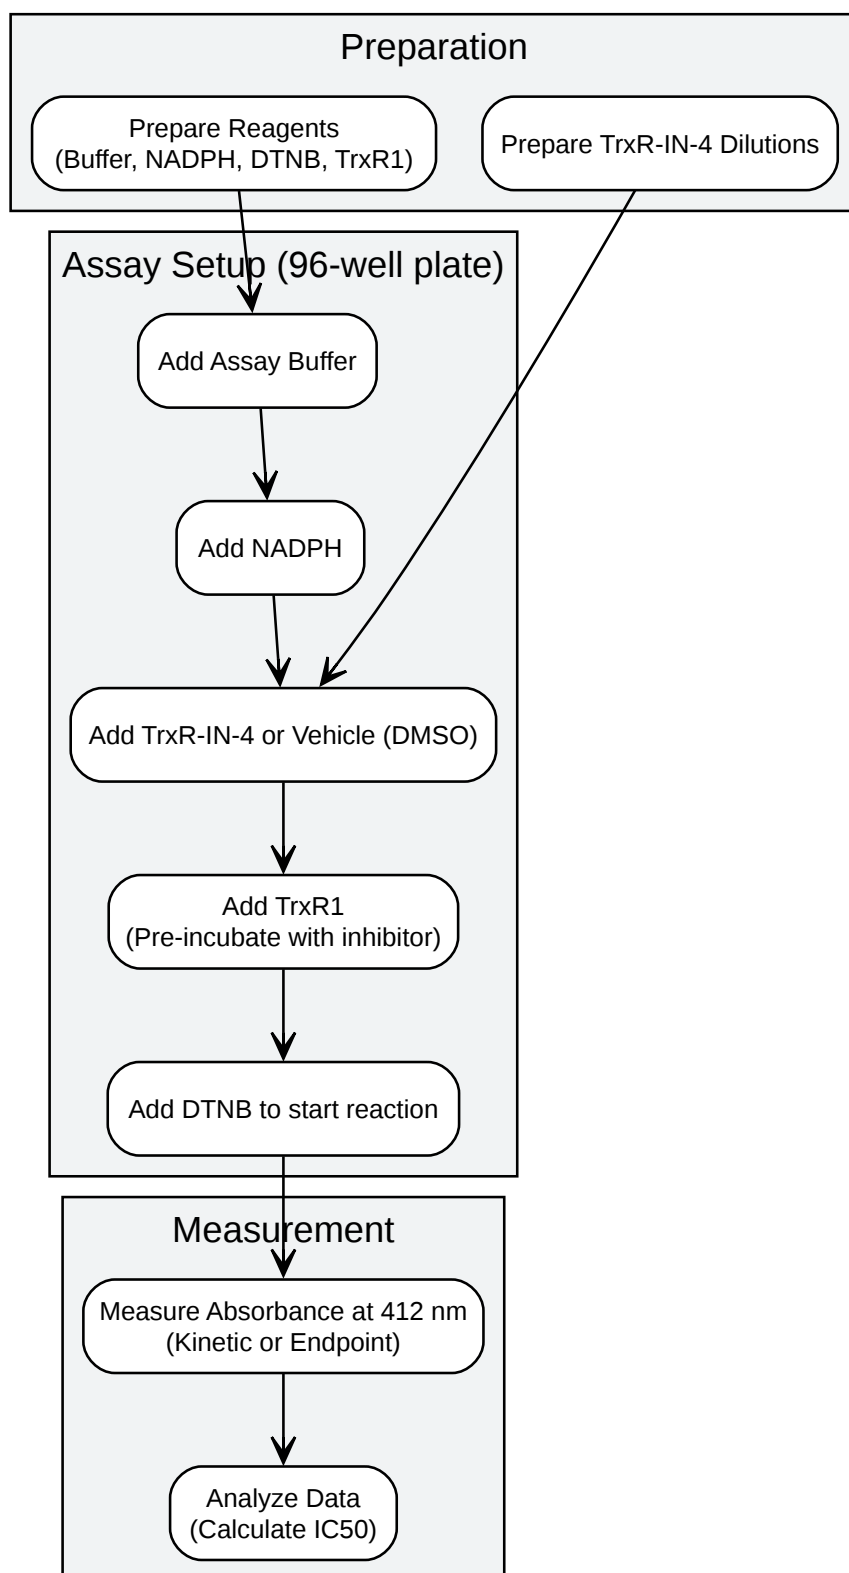 Preparation
Prepare Reagents
(Buffer, NADPH, DTNB, TrxR1)
Prepare TrxR-IN-4 Dilutions
Assay Setup (96-well plate)
Add Assay Buffer
Add NADPH
Add TrxR-IN-4 or Vehicle (DMSO)
Add TrxR1
(Pre-incubate with inhibitor)
Add DTNB to start reaction
Measurement
Measure Absorbance at 412 nm
(Kinetic or Endpoint)
Analyze Data
(Calculate IC50)